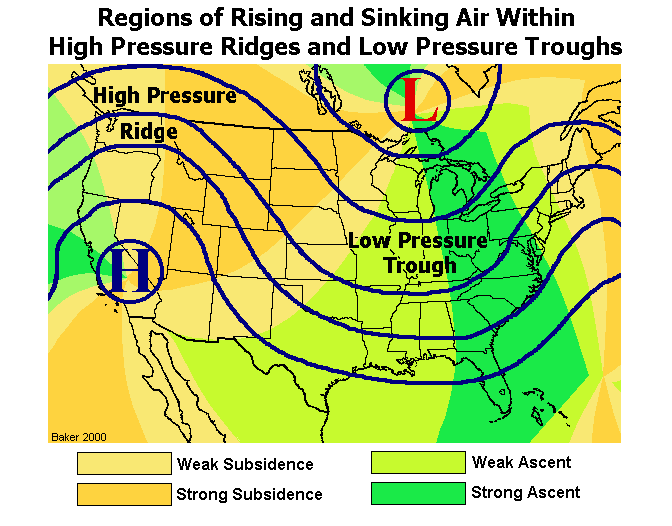 Regions of Rising and Sinking Air Within
High Pressure Ridges and Low Pressure Troughs
High Pressure
Ridge
L
Low Pressure
Trough
H
Baker 2000
Weak Subsidence
Weak Ascent
Strong Subsidence
Strong Ascent